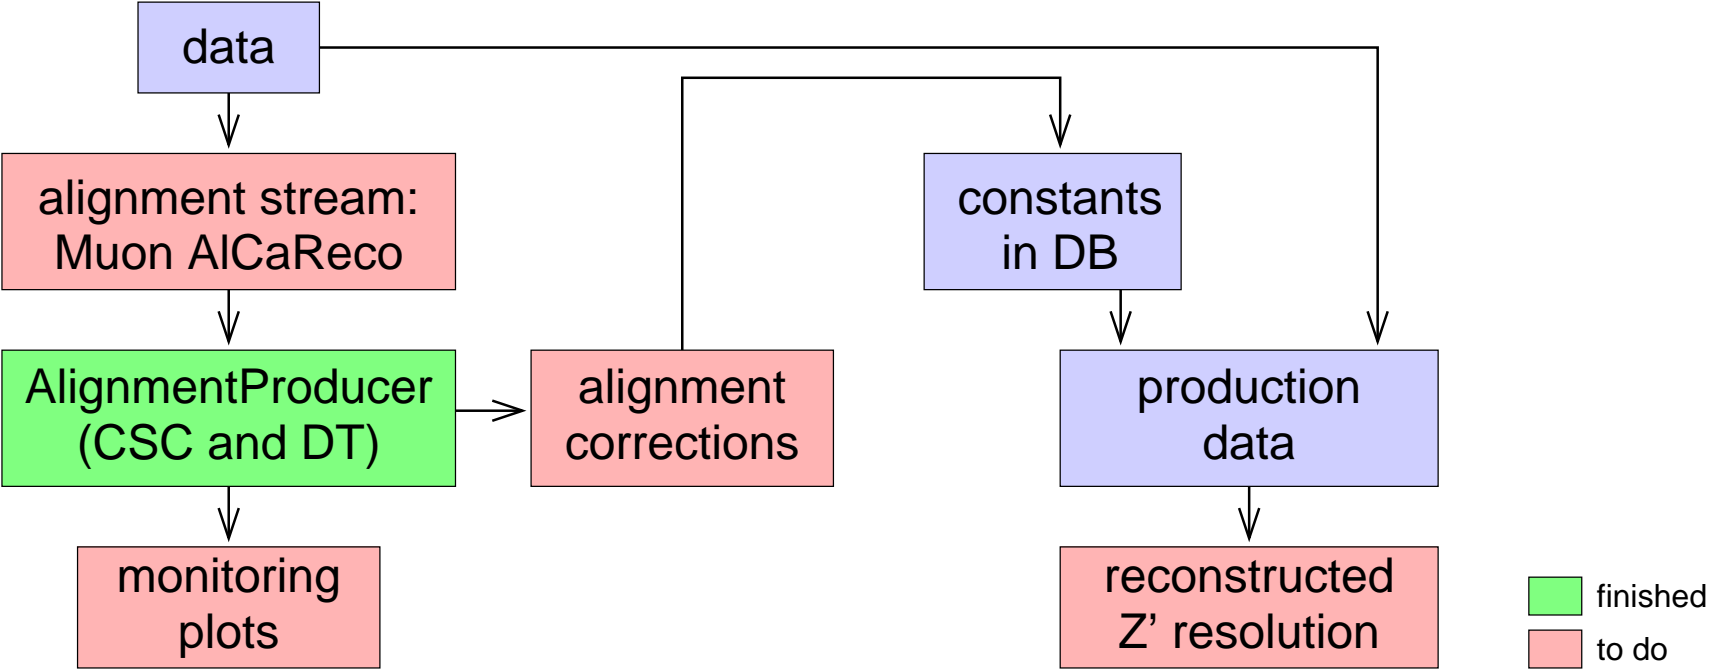 data
alignment stream:
Muon AlCaReco
constants
in DB
AlignmentProducer
(CSC and DT)
alignment
corrections
production
data
monitoring
plots
reconstructed
Z’ resolution
finished
to do